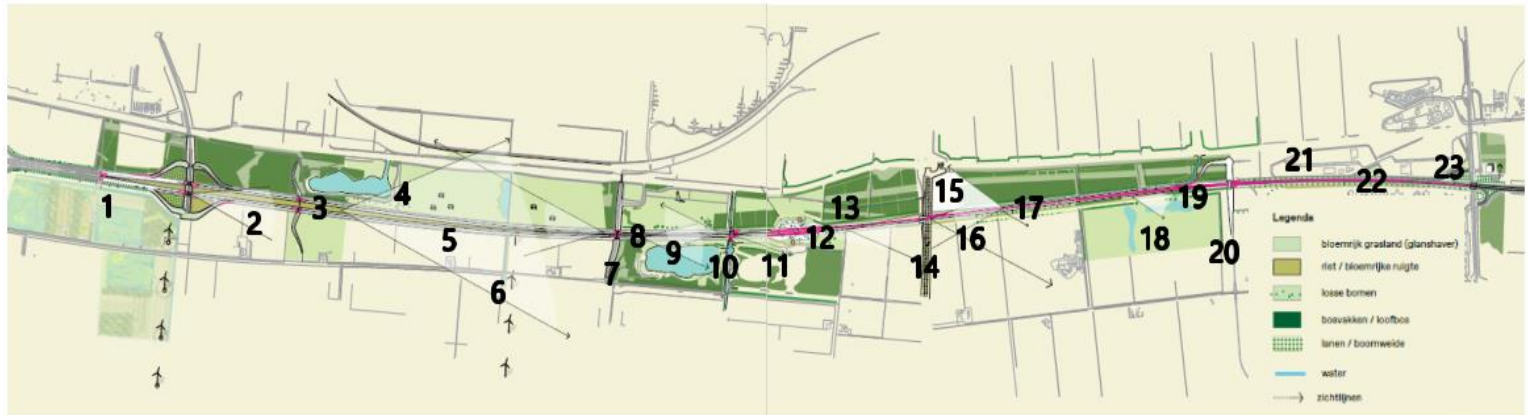 1
2
3
4
5
6
7
8
9
10
11
12
13
14
15
16
17
18
19
20
21
22
23
Legenda
bloemrijk grasland (glanshaver)
riet / bloemrijke ruigte
losse bomen
bosvakken / loofbos
lanen / boomweide
water
zichtlijnen